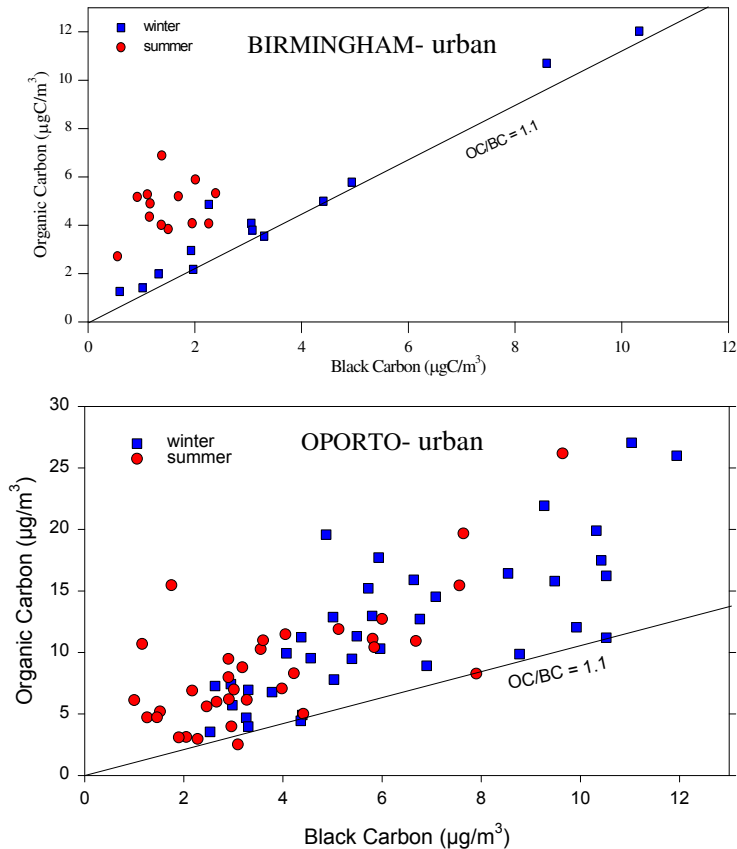 12
winter
summer
BIRMINGHAM- urban
10
8
6
4
2
0
Organic Carbon (µgC/m³)
OC/BC = 1.1
0 2 4 6 8 10 12
Black Carbon (µgC/m³)
30
winter
summer
OPORTO- urban
25
20
15
10
5
0
Organic Carbon (µg/m³)
OC/BC = 1.1
0 2 4 6 8 10 12
Black Carbon (µg/m³)